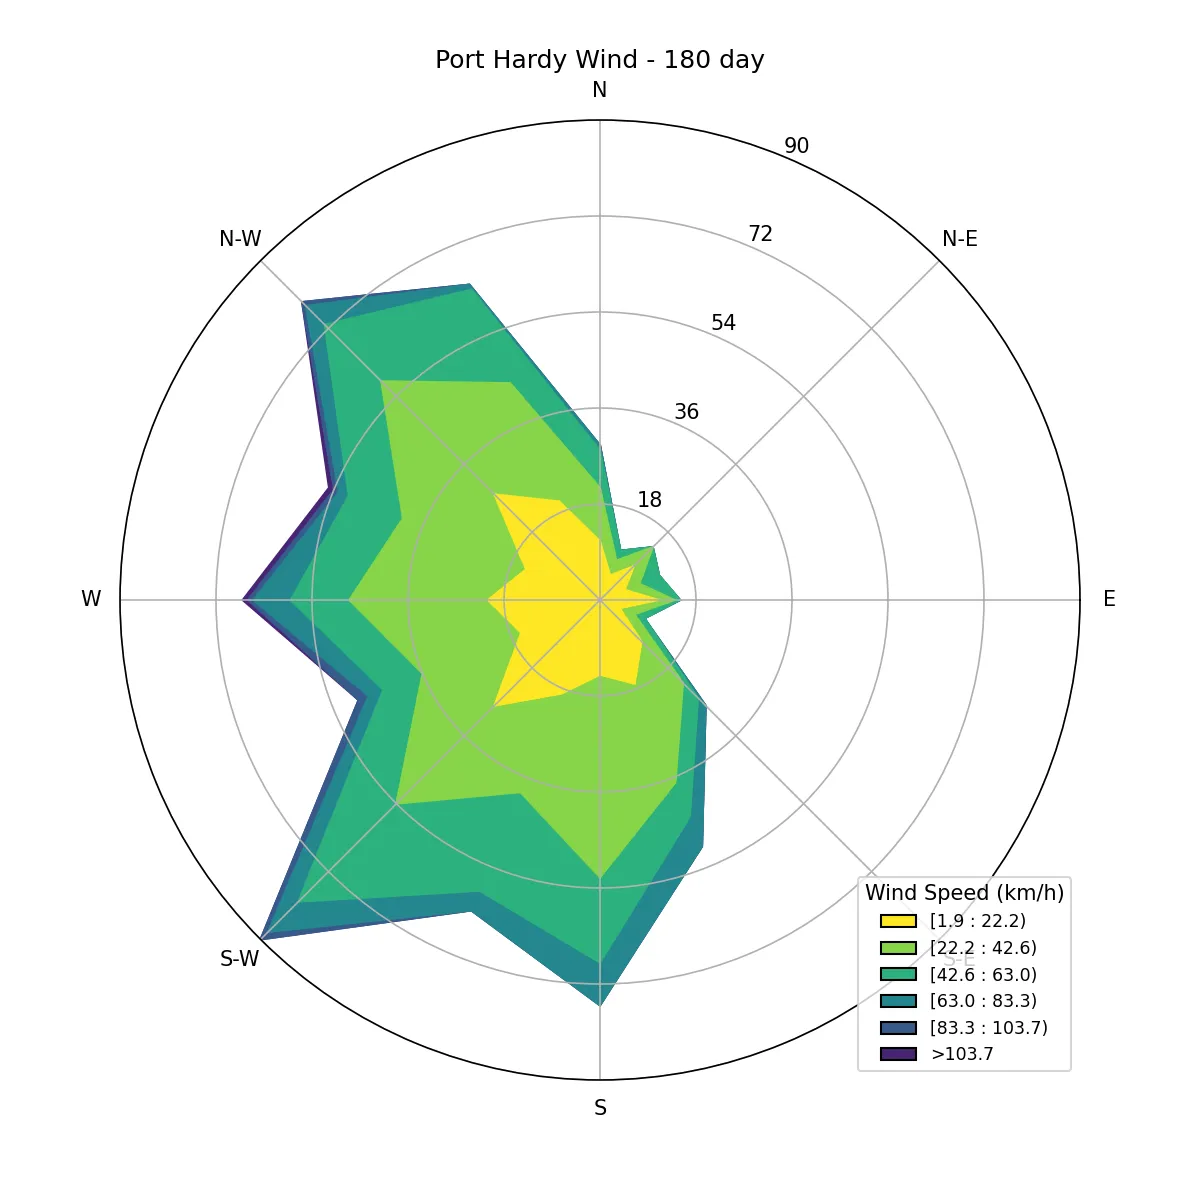 Port Hardy Wind - 180 day
N
90
72
N-W
N-E
54
36
18
W
E
S-W
S-E
S
Wind Speed (km/h)
[1.9 : 22.2)
[22.2 : 42.6)
[42.6 : 63.0)
[63.0 : 83.3)
[83.3 : 103.7)
>103.7